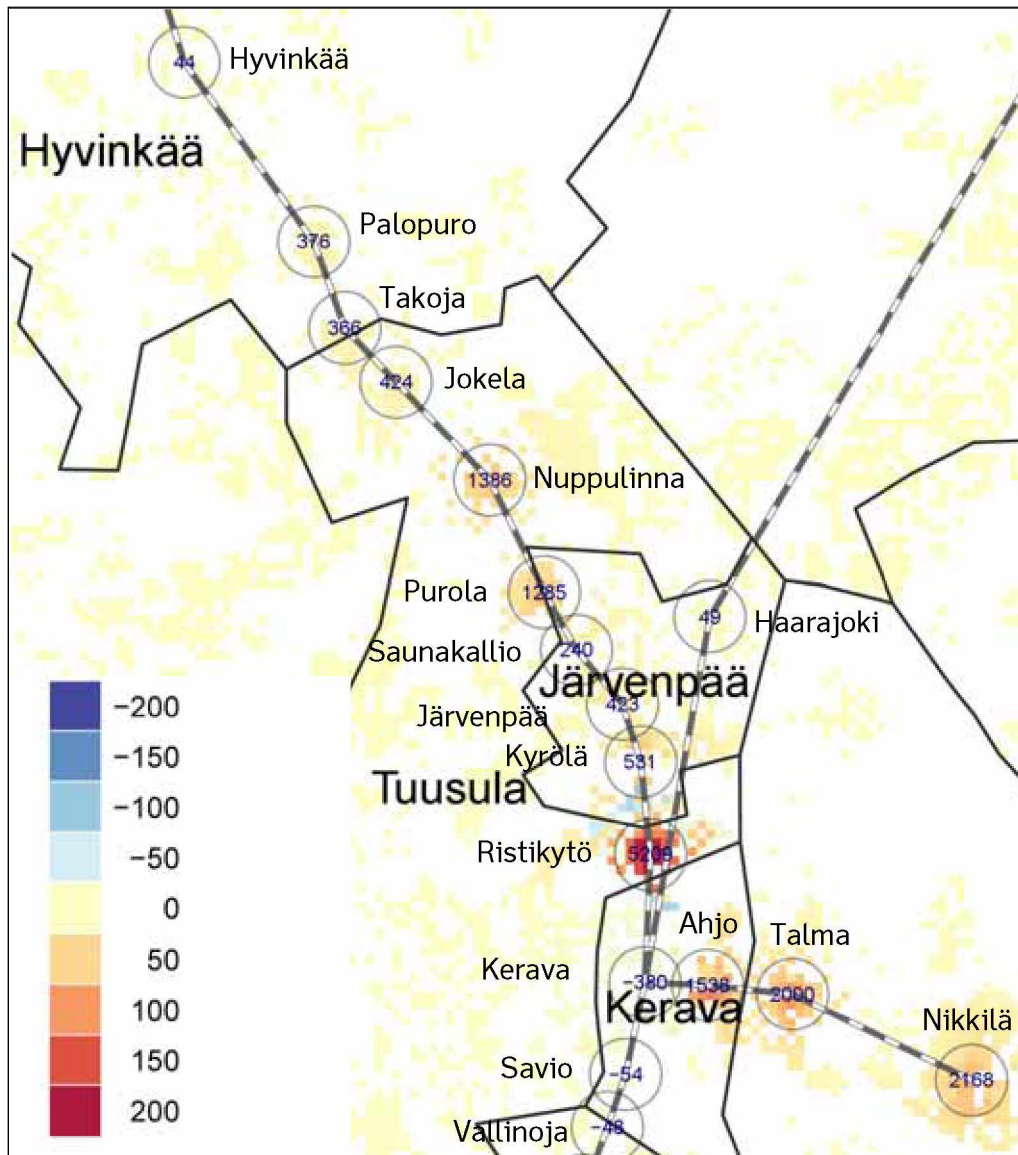 44 Hyvinkää
Hyvinkää
Palopuro
376
Takoja
366
Jokela
424
Nuppulinna
1386
Purola
1285
Haarajoki
49
Saunakallio
240
Järvenpää
Järvenpää
423
Kyrölä
531
Tuusula
Ristikytö
5209
Ahjo
Talma
Kerava
-380
1536
2000
Kerava
Nikkilä
Savio
-54
2168
Vallinoja
-48
-200
-150
-100
-50
0
50
100
150
200